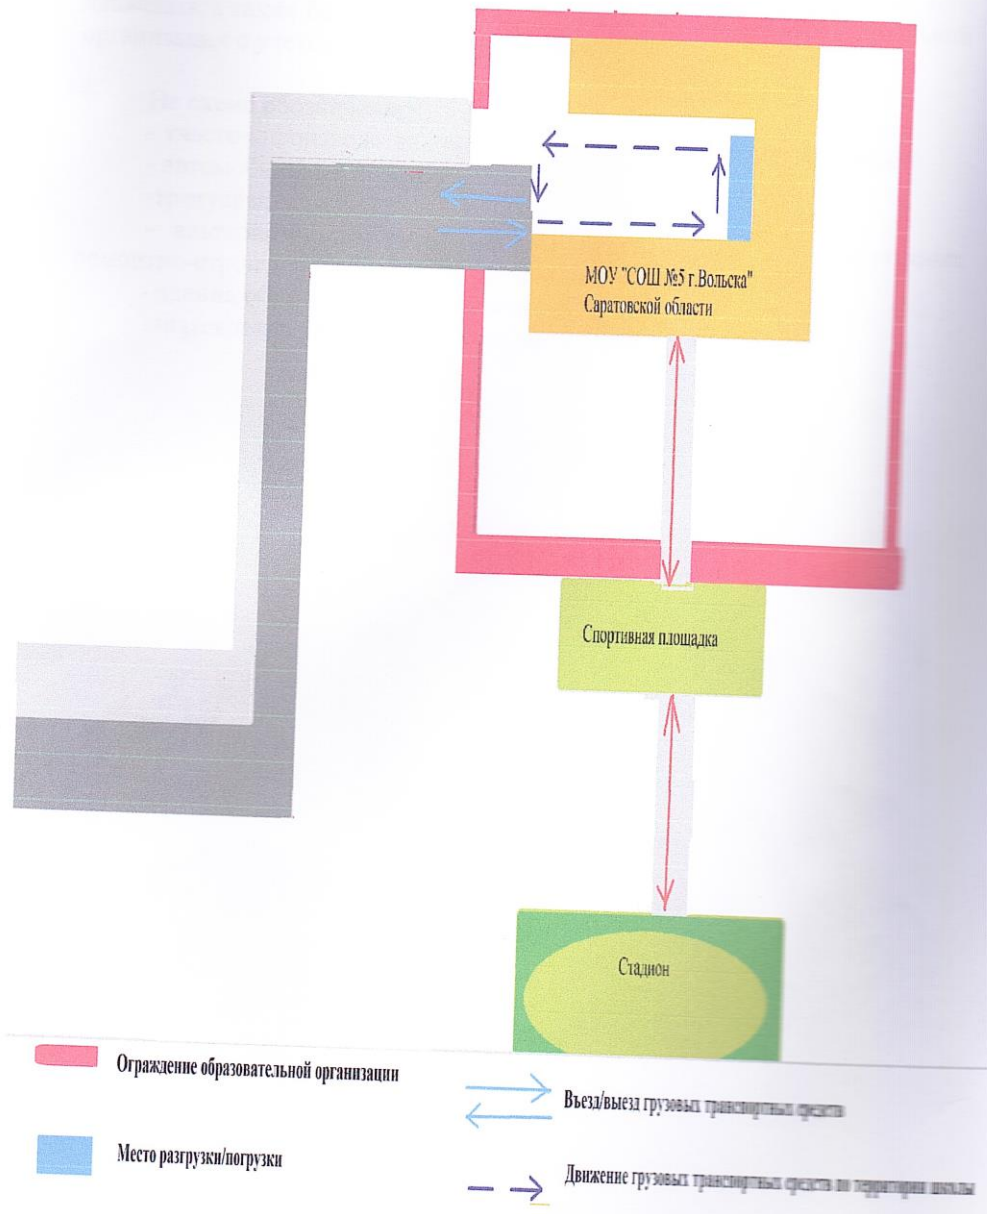 МОУ "СОШ №5 г.Вольска"
Саратовской области
Спортивная площадка
Стадион
Ограждение образовательной организации
Въезд/выезд грузовых транспортных средств
Место разгрузки/погрузки
Движение грузовых транспортных средств по территории школы